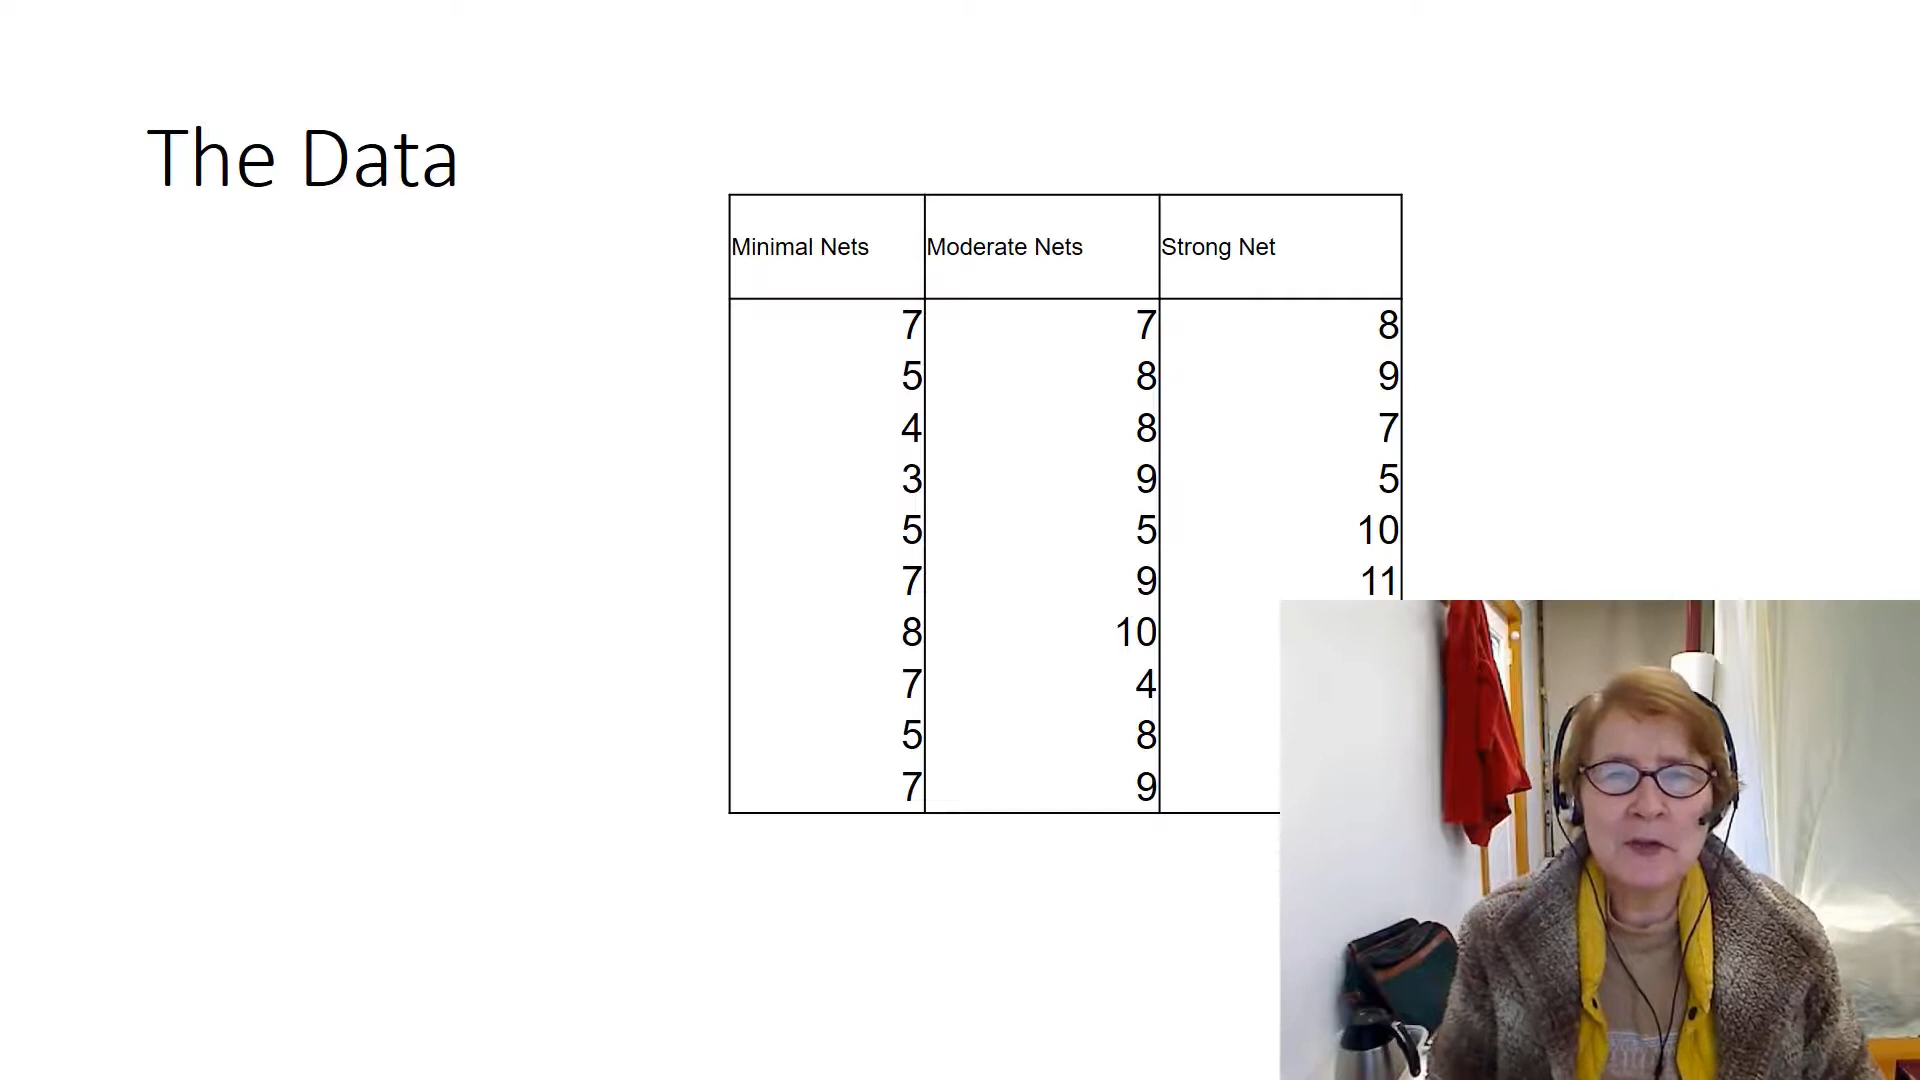 The Data
Minimal Nets Moderate Nets Strong Net
7 7 8
5 8 9
4 8 7
3 9 5
5 5 10
7 9 11
8 10
7 4
5 8
7 9